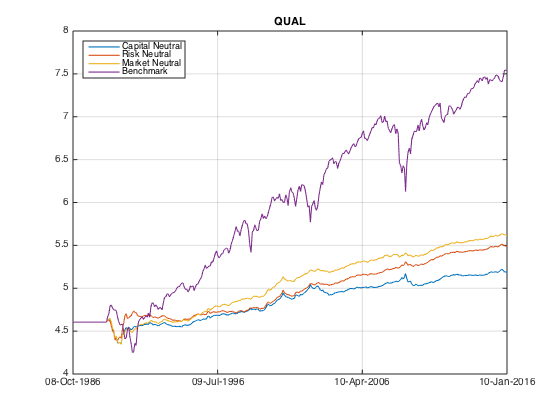 QUAL
8
7.5
7
6.5
6
5.5
5
4.5
4
Capital Neutral
Risk Neutral
Market Neutral
Benchmark
08-Oct-1986
09-Jul-1996
10-Apr-2006
10-Jan-2016